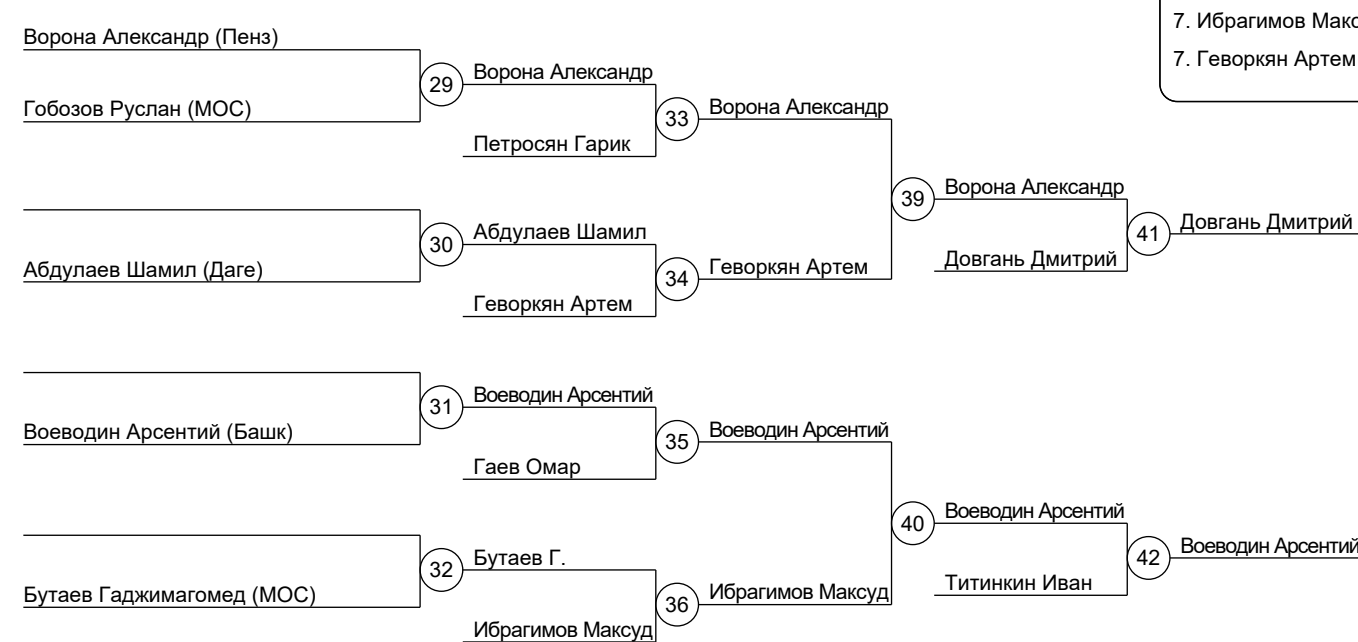 7. Ибрагимов Макс
7. Геворкян Артем
Ворона Александр (Пенз)
29
Ворона Александр
Гобозов Руслан (МОС)
33
Ворона Александр
Петросян Гарик
39
Ворона Александр
41
Довгань Дмитрий
30
Абдулаев Шамил
Довгань Дмитрий
Абдулаев Шамил (Даге)
34
Геворкян Артем
Геворкян Артем
31
Воеводин Арсентий
Воеводин Арсентий (Башк)
35
Воеводин Арсентий
Гаев Омар
40
Воеводин Арсентий
42
Воеводин Арсентий
32
Бутаев Г.
Титинкин Иван
Бутаев Гаджимагомед (МОС)
36
Ибрагимов Максуд
Ибрагимов Максуд